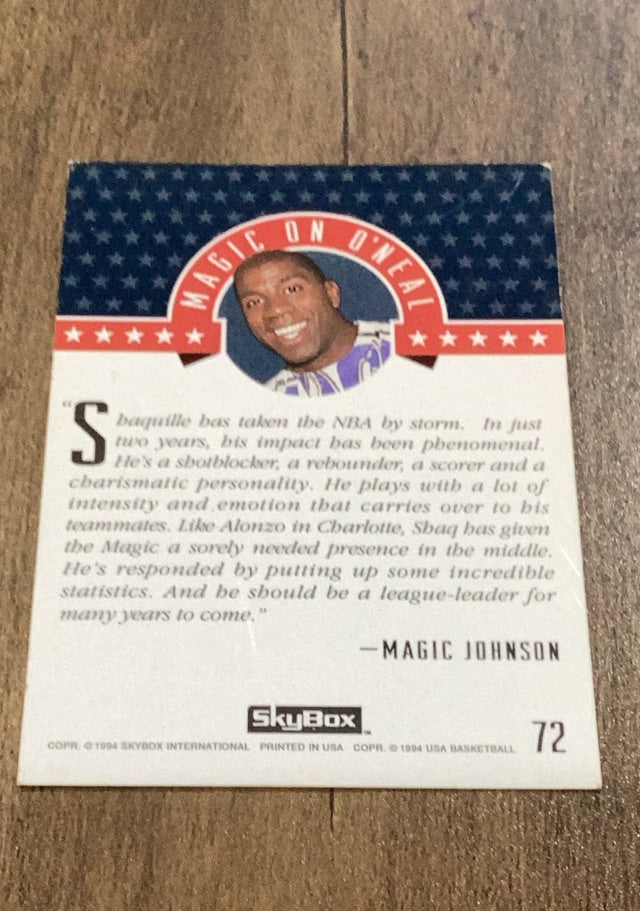 MAGIC ON O'NEAL
"Shaquille has taken the NBA by storm. In just
two years, his impact has been phenomenal.
He's a shotblocker, a rebounder, a scorer and a
charismatic personality. He plays with a lot of
intensity and emotion that carries over to his
teammates. Like Alonzo in Charlotte, Shaq has given
the Magic a sorely needed presence in the middle.
He's responded by putting up some incredible
statistics. And he should be a league-leader for
many years to come."
—MAGIC JOHNSON
SkyBox™
COPR. © 1994 SKYBOX INTERNATIONAL PRINTED IN USA COPR. © 1994 USA BASKETBALL 72